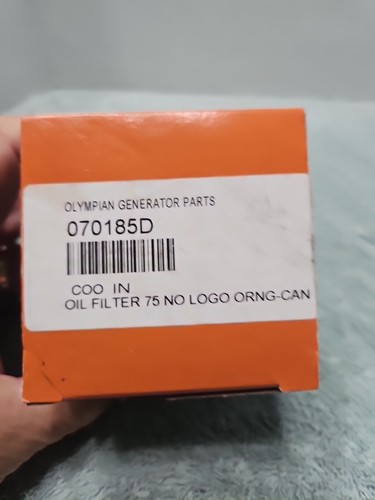 OLYMPIAN GENERATOR PARTS
070185D
COO IN
OIL FILTER 75 NO LOGO ORNG-CAN